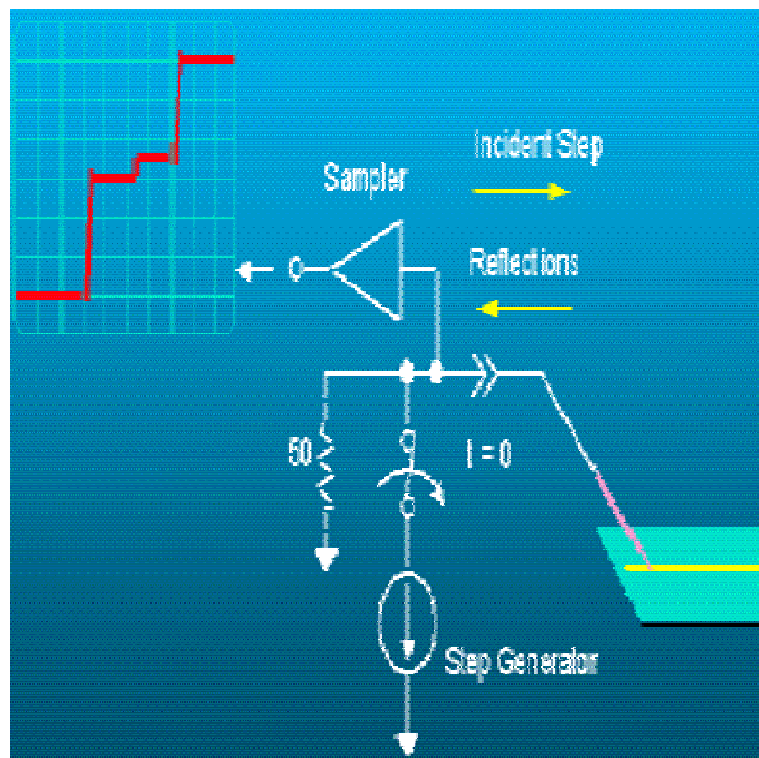 Incident Step
Sampler
Reflections
50
I = 0
Step Generator